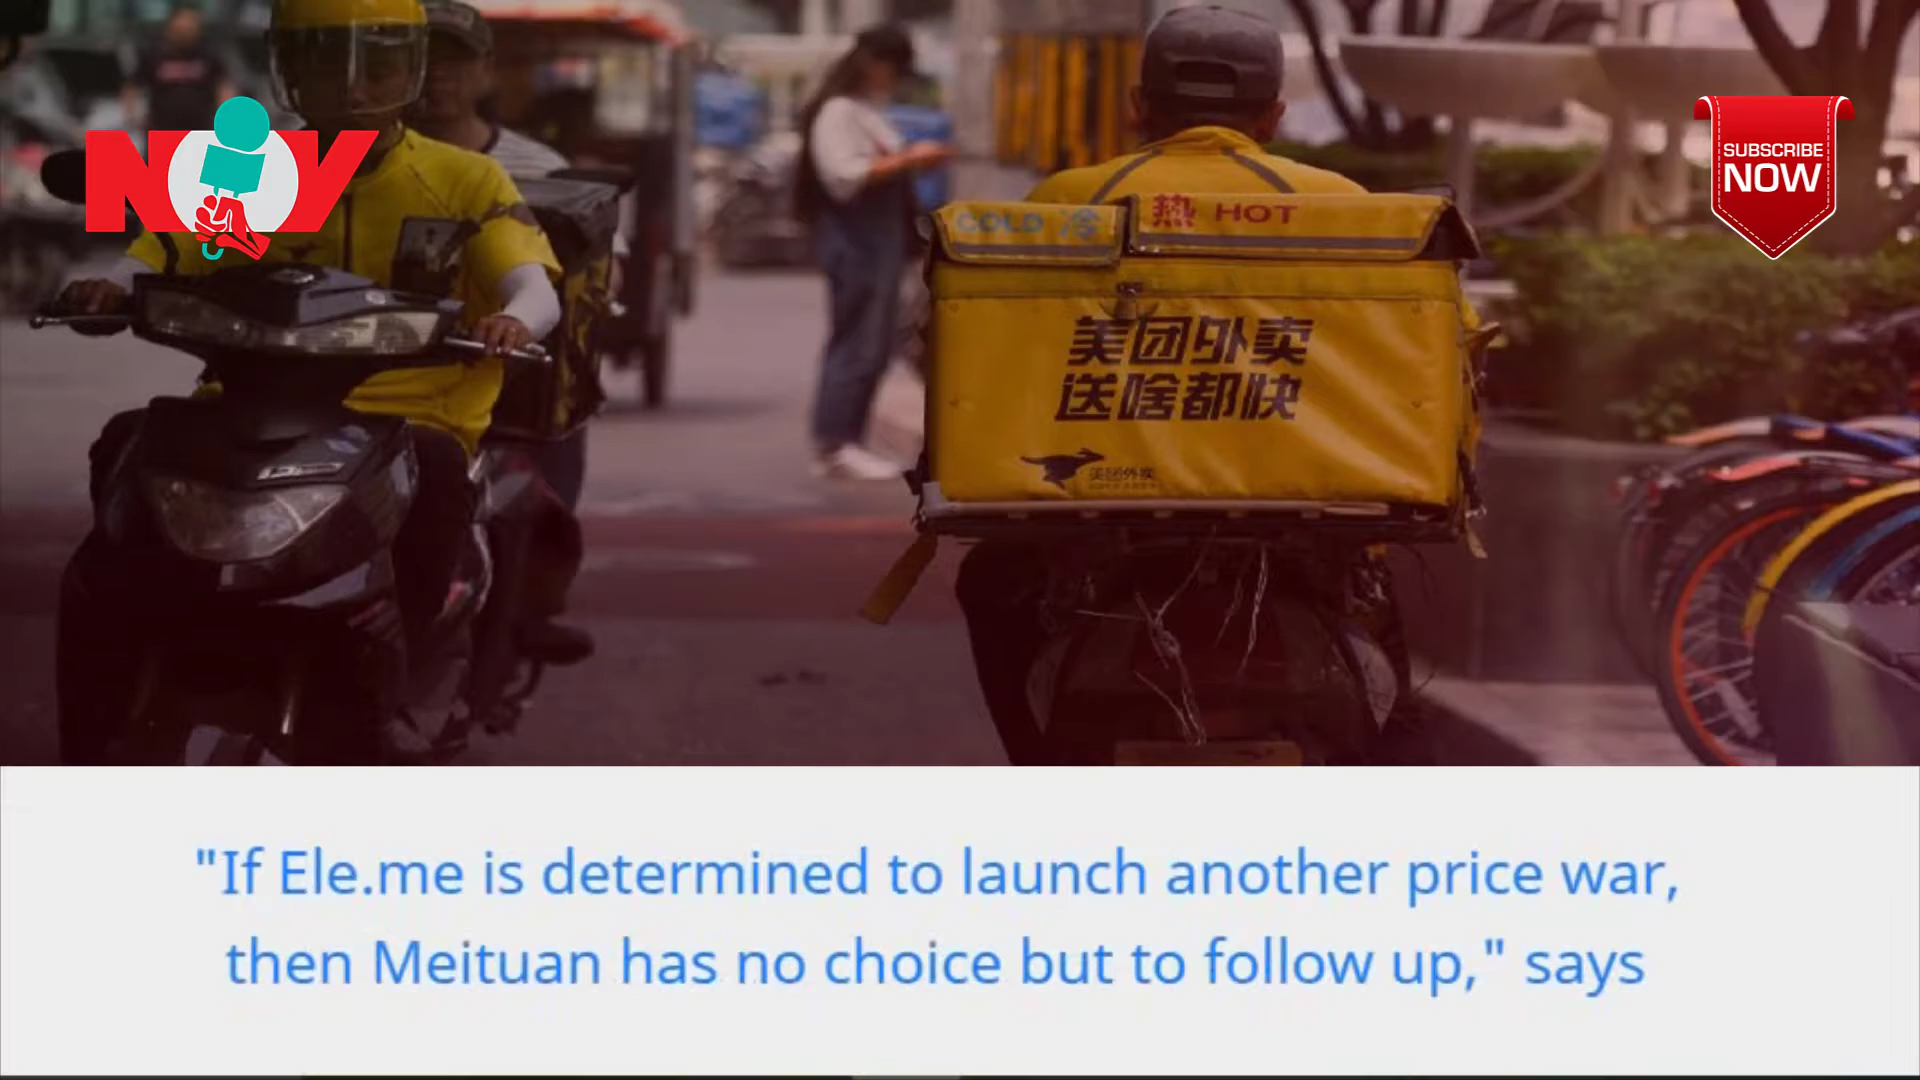 NOV
SUBSCRIBE
NOW
COLD 冷
热 HOT
美团外卖
送啥都快
美团外卖
"If Ele.me is determined to launch another price war,
then Meituan has no choice but to follow up," says